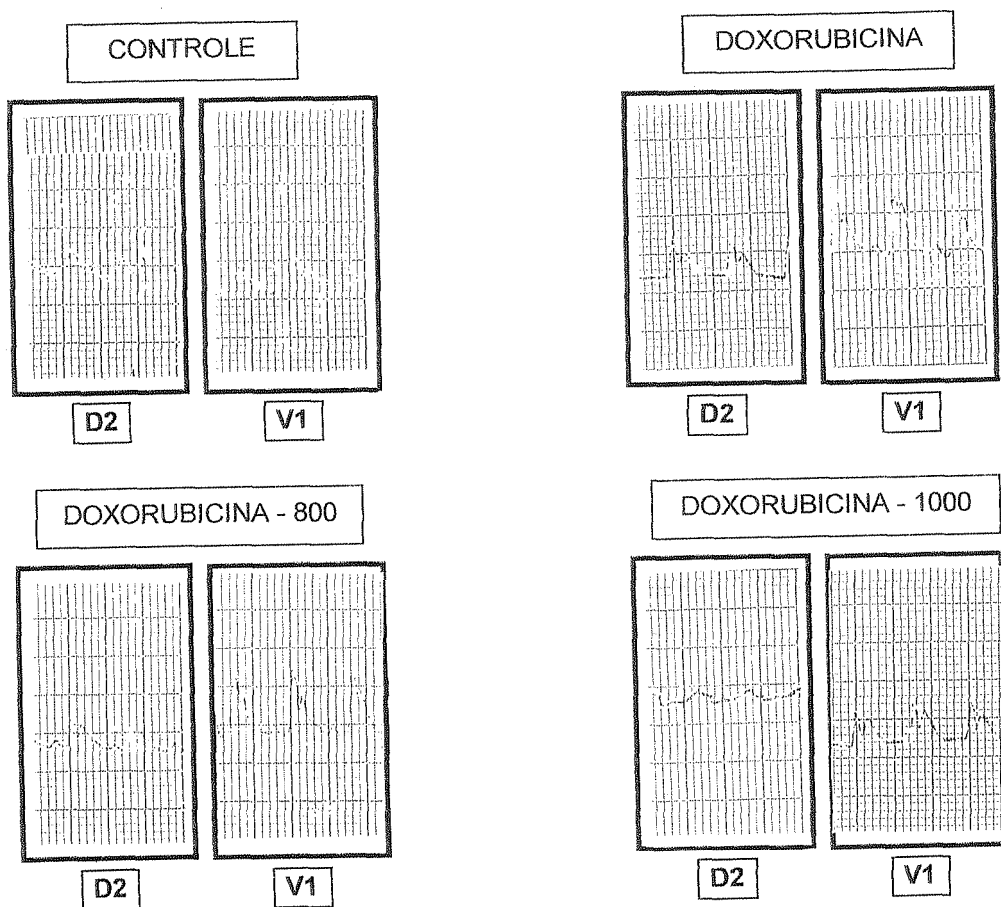 CONTROLE
D2
V1
DOXORUBICINA
D2
V1
DOXORUBICINA - 800
D2
V1
DOXORUBICINA - 1000
D2
V1